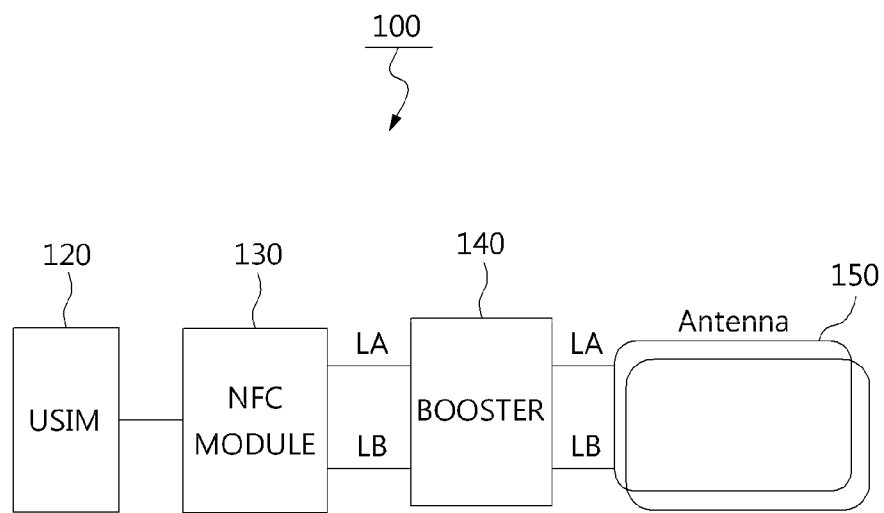 100
120
130
140
150
Antenna
USIM
NFC
MODULE
LA
LB
BOOSTER
LA
LB